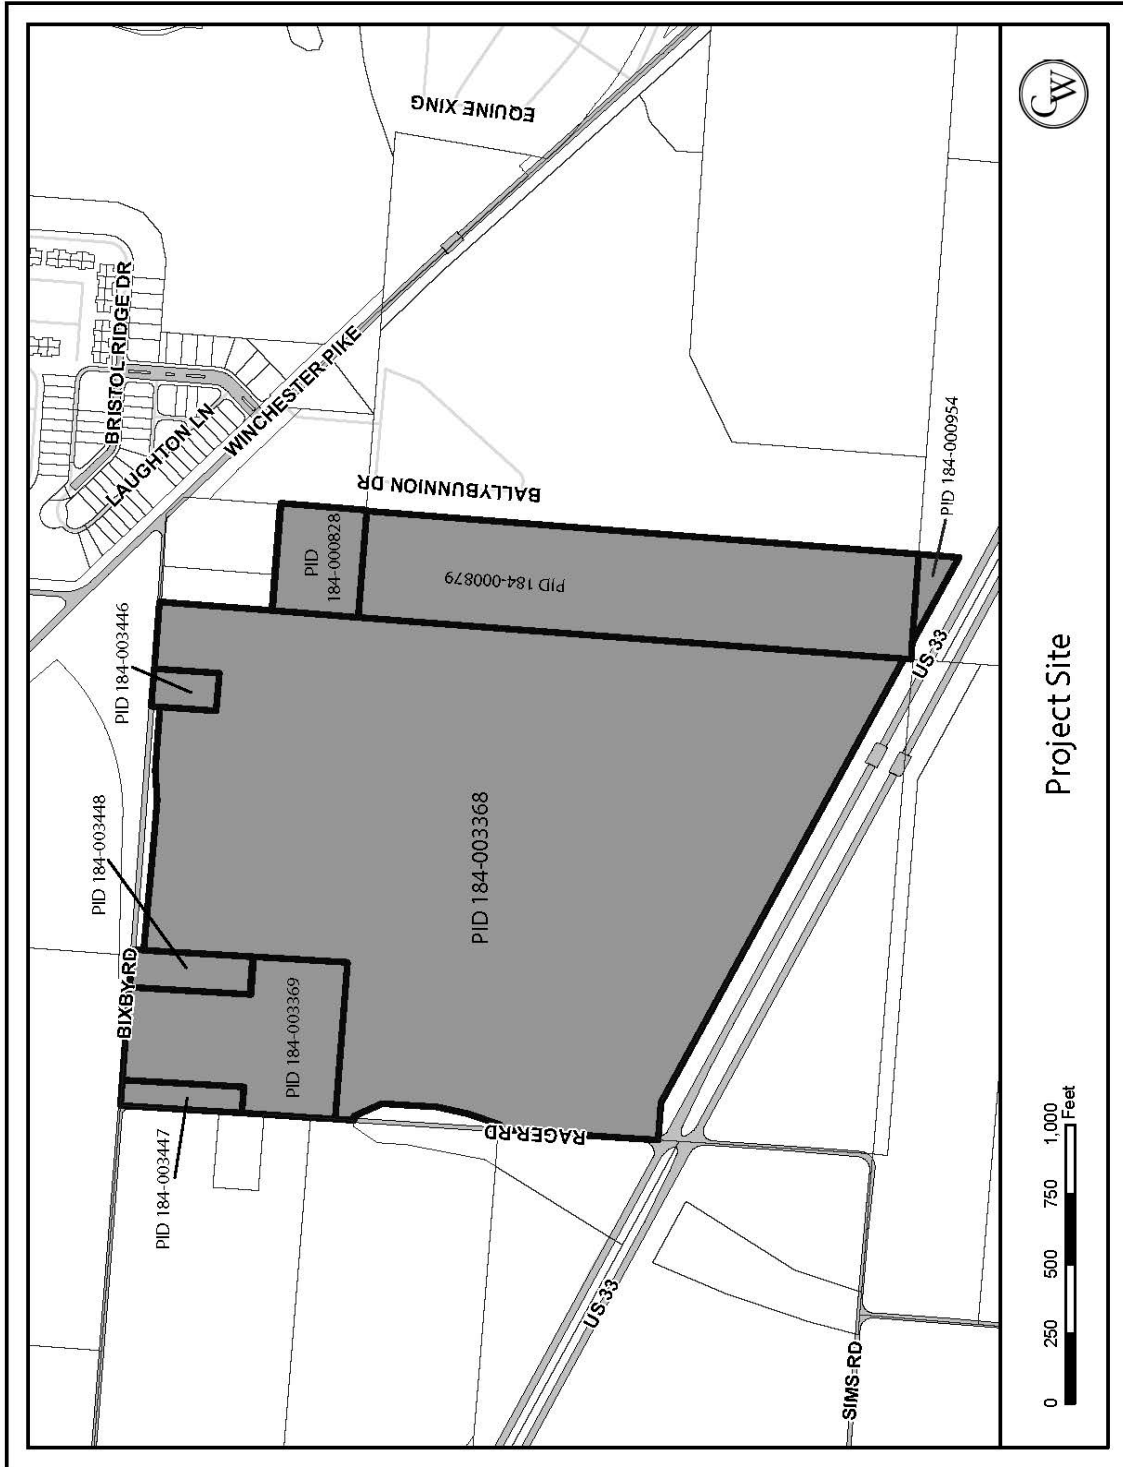 EQUINE XING
BRISTOL RIDGE DR
LAUGHTON LN
WINCHESTER PIKE
BALLYBUNNION DR
PID 184-003446
PID
184-000828
PID 184-000879
PID 184-000954
PID 184-003448
BIXBY RD
PID 184-003369
PID 184-003368
PID 184-003447
RAGER RD
US-33
US-33
SIMS RD
Project Site
0 250 500 750 1,000
Feet
CW